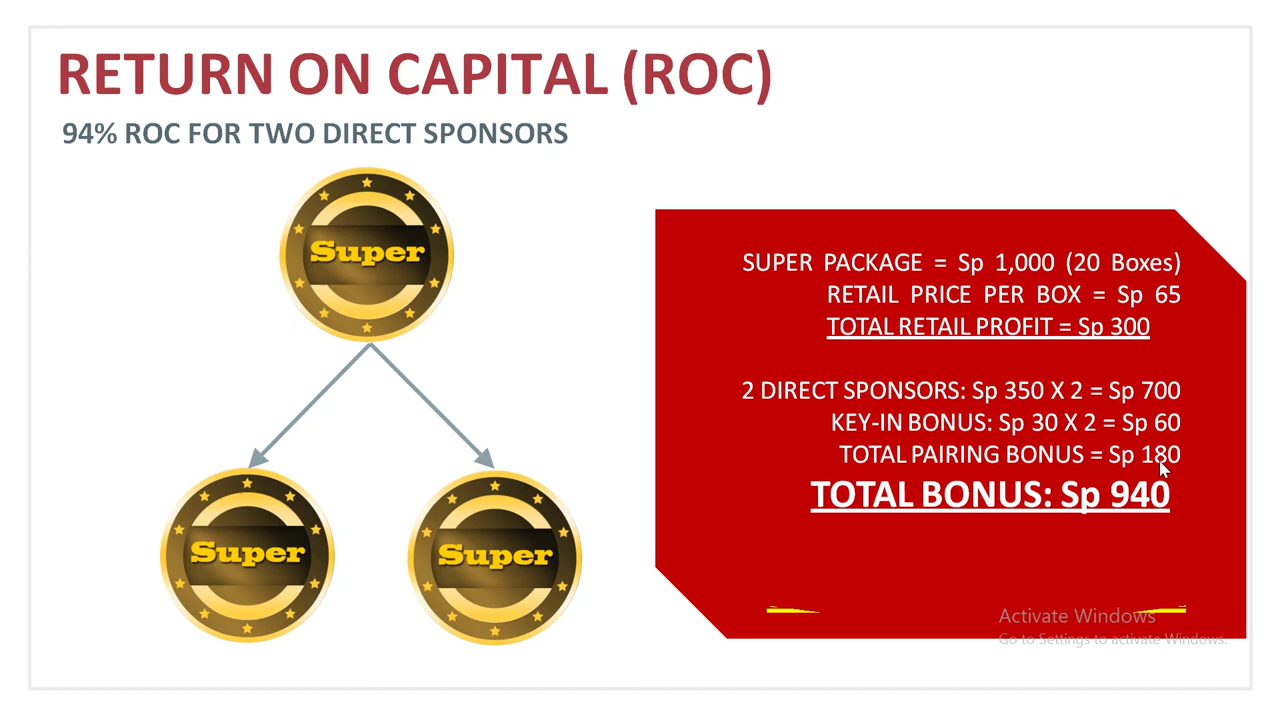 RETURN ON CAPITAL (ROC)
94% ROC FOR TWO DIRECT SPONSORS
Super
Super
Super
SUPER PACKAGE = Sp 1,000 (20 Boxes)
RETAIL PRICE PER BOX = Sp 65
TOTAL RETAIL PROFIT = Sp 300
2 DIRECT SPONSORS: Sp 350 X 2 = Sp 700
KEY-IN BONUS: Sp 30 X 2 = Sp 60
TOTAL PAIRING BONUS = Sp 180
TOTAL BONUS: Sp 940
Activate Windows
Go to Settings to activate Windows.